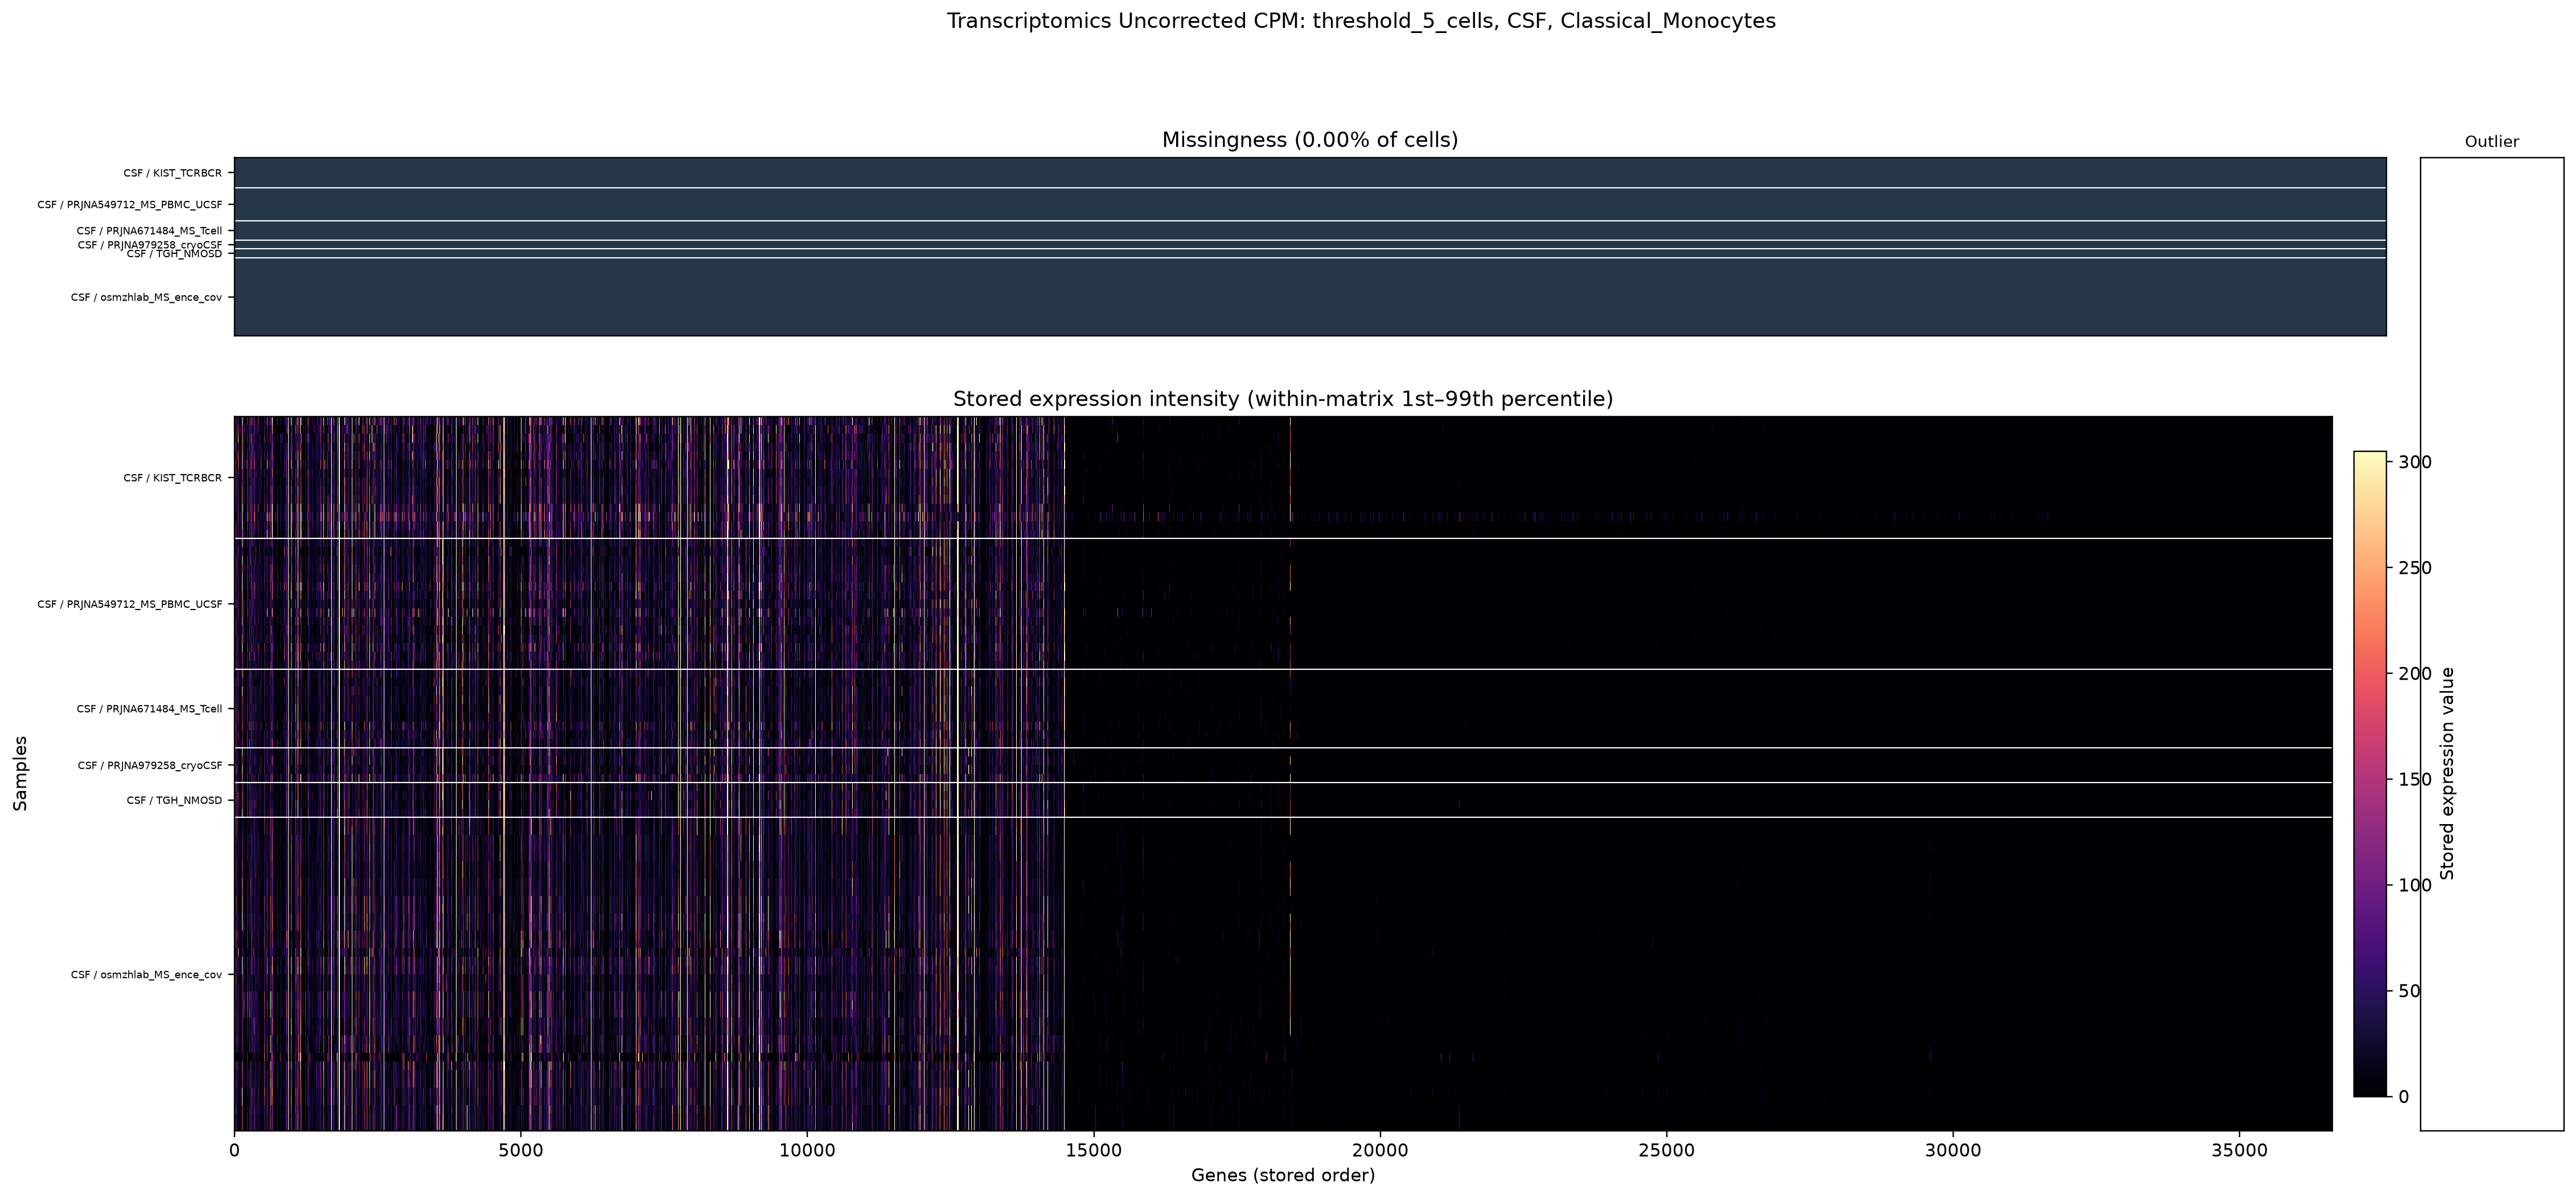 Transcriptomics Uncorrected CPM: threshold_5_cells, CSF, Classical_Monocytes
Missingness (0.00% of cells)
Outlier
CSF / KIST_TCRBCR
CSF / PRJNA549712_MS_PBMC_UCSF
CSF / PRJNA671484_MS_Tcell
CSF / PRJNA979258_cryoCSF
CSF / TGH_NMOSD
CSF / osmzhlab_MS_ence_cov
Stored expression intensity (within-matrix 1st–99th percentile)
Samples
CSF / KIST_TCRBCR
CSF / PRJNA549712_MS_PBMC_UCSF
CSF / PRJNA671484_MS_Tcell
CSF / PRJNA979258_cryoCSF
CSF / TGH_NMOSD
CSF / osmzhlab_MS_ence_cov
300
250
200
150
100
50
0
Stored expression value
0 5000 10000 15000 20000 25000 30000 35000
Genes (stored order)